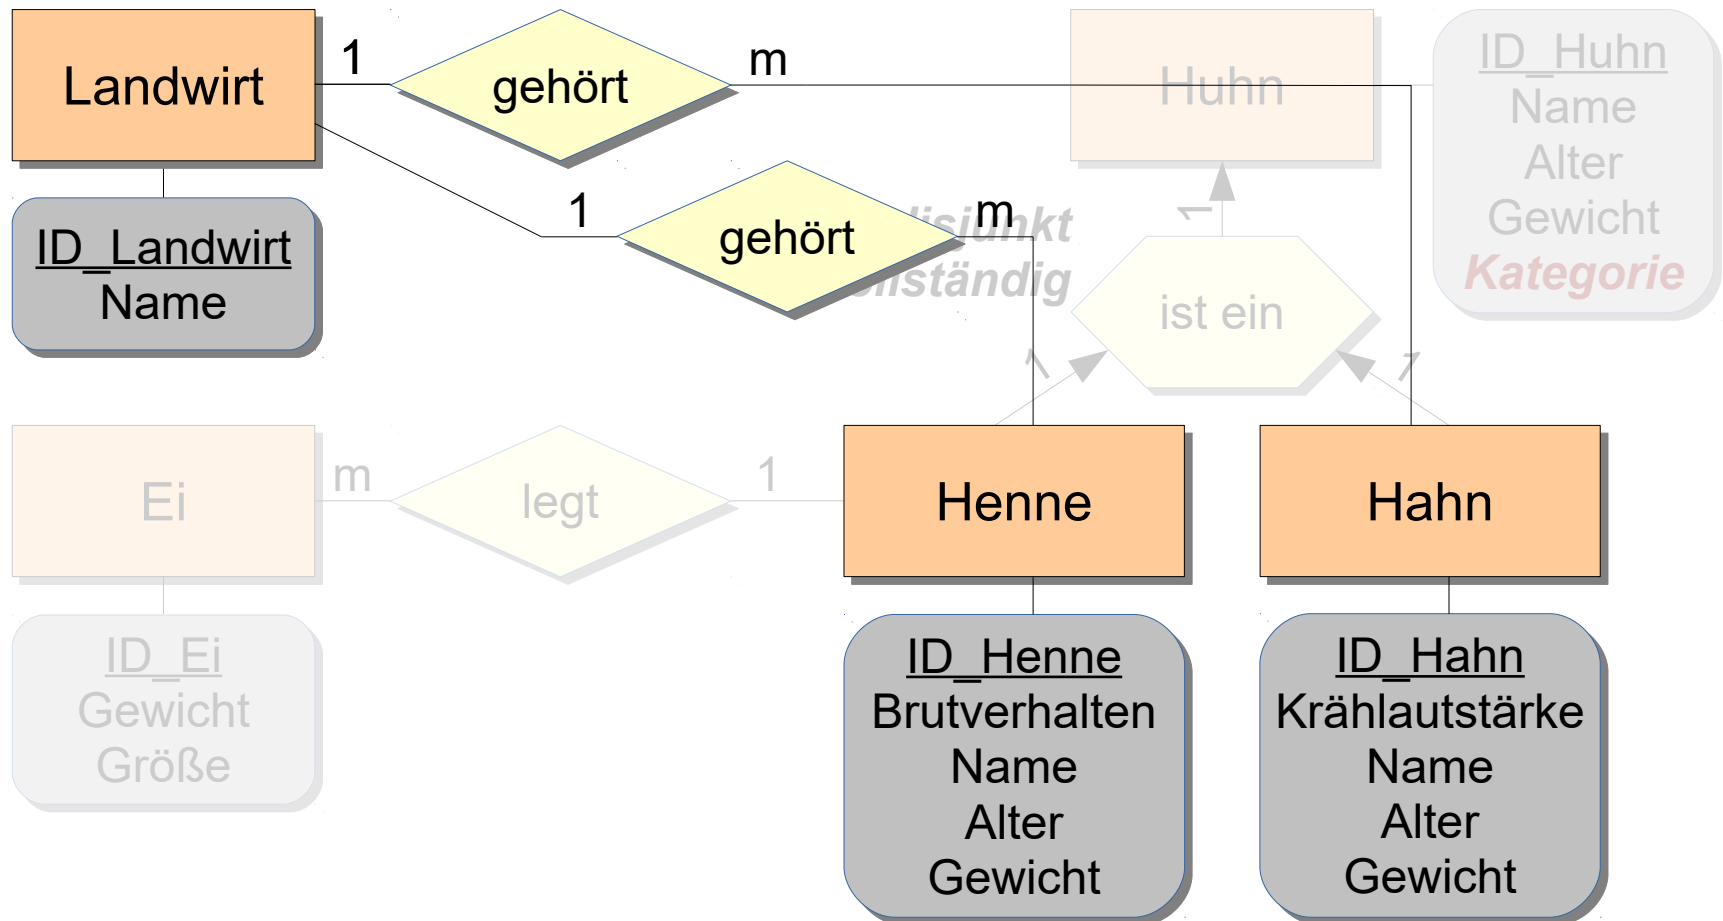 Landwirt
1
gehört
m
Huhn
ID_Huhn
Name
Alter
Gewicht
Kategorie
1
gehört
m
1
ID_Landwirt
Name
ist ein
1
1
Ei
m
legt
1
Henne
Hahn
ID_Ei
Gewicht
Größe
ID_Henne
Brutverhalten
Name
Alter
Gewicht
ID_Hahn
Krählautstärke
Name
Alter
Gewicht